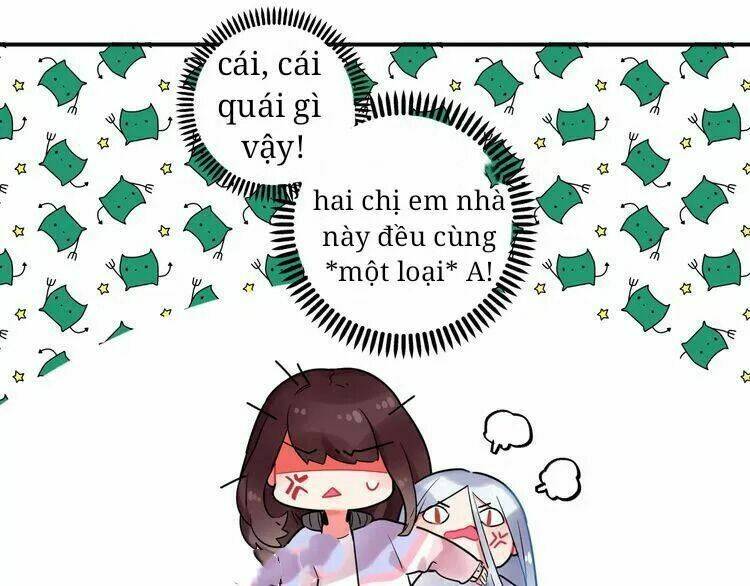 cái, cái
quái gì
vậy!
hai chị em nhà
này đều cùng
*một loại* A!